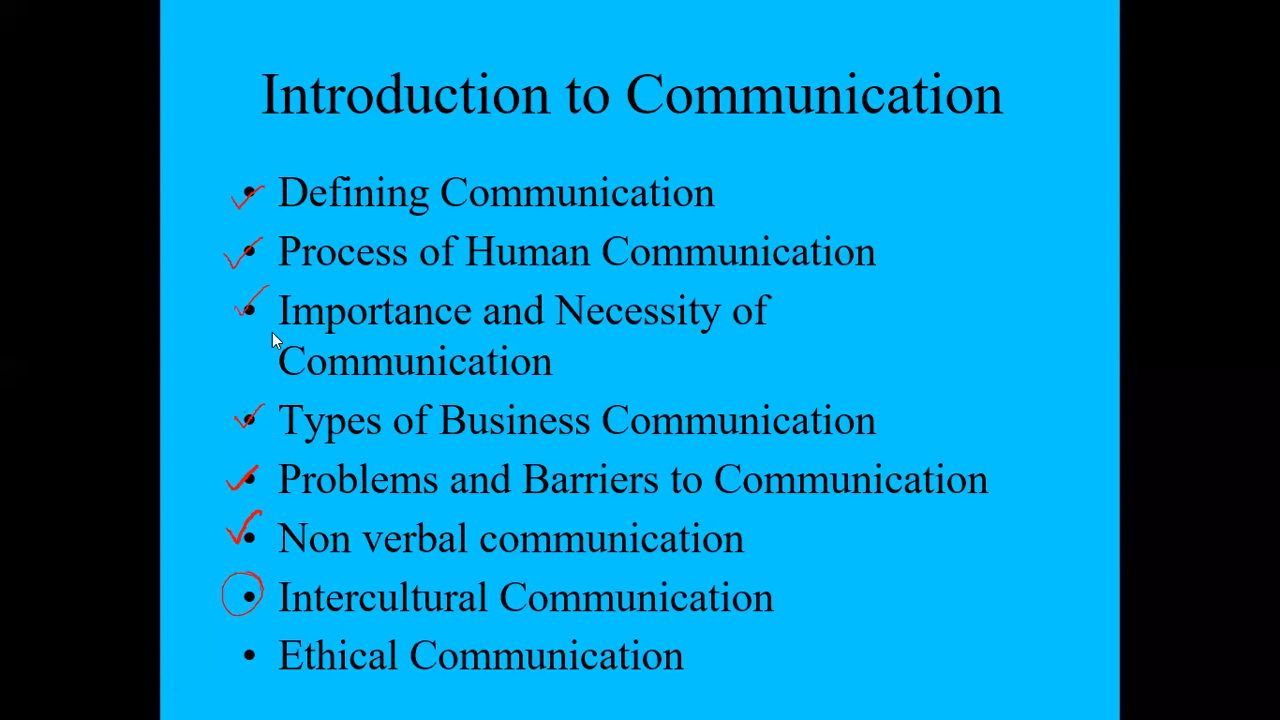 Introduction to Communication
• Defining Communication
• Process of Human Communication
• Importance and Necessity of
Communication
• Types of Business Communication
• Problems and Barriers to Communication
• Non verbal communication
• Intercultural Communication
• Ethical Communication